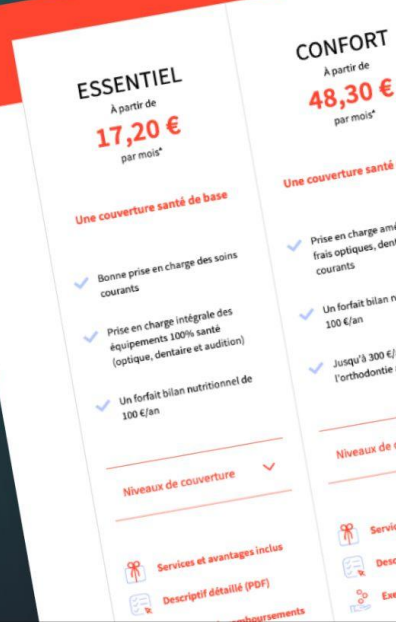 ESSENTIEL
À partir de
17,20 €
par mois*
Une couverture santé de base
Bonne prise en charge des soins
courants
Prise en charge intégrale des
équipements 100% santé
(optique, dentaire et audition)
Un forfait bilan nutritionnel de
100 €/an
Niveaux de couverture
Services et avantages inclus
Descriptif détaillé (PDF)
CONFORT
À partir de
48,30 €
par mois*
Une couverture santé
Prise en charge
frais optiques,
courants
Un forfait bilan
100 €/an
Jusqu'à 300
l'orthodontie
Niveaux de